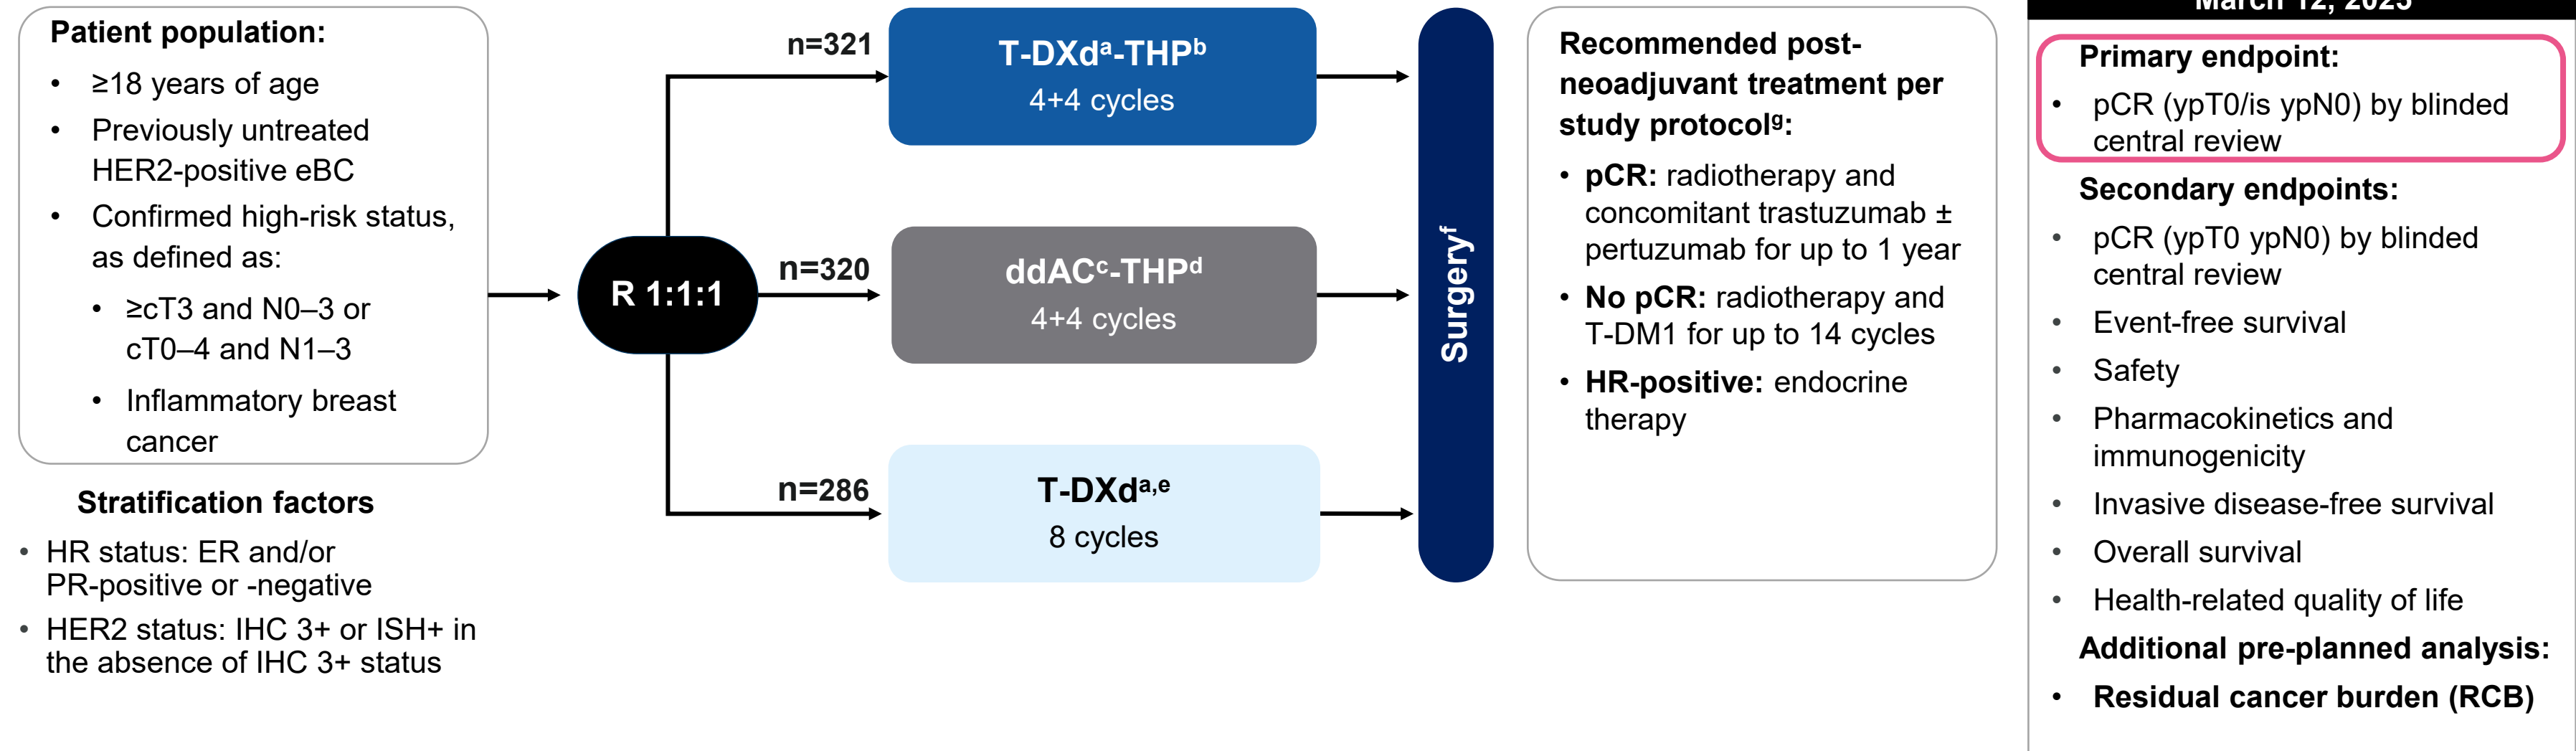 Patient population:
• ≥18 years of age
• Previously untreated
HER2-positive eBC
• Confirmed high-risk status,
as defined as:
• ≥cT3 and N0–3 or
cT0–4 and N1–3
• Inflammatory breast
cancer
Stratification factors
• HR status: ER and/or
PR-positive or -negative
• HER2 status: IHC 3+ or ISH+ in
the absence of IHC 3+ status
R 1:1:1
n=321
T-DXdᵃ-THPᵇ
4+4 cycles
n=320
ddACᶜ-THPᵈ
4+4 cycles
n=286
T-DXdᵃ,ᵉ
8 cycles
Surgeryᶠ
Recommended post-
neoadjuvant treatment per
study protocolᵍ:
• pCR: radiotherapy and
concomitant trastuzumab ±
pertuzumab for up to 1 year
• No pCR: radiotherapy and
T-DM1 for up to 14 cycles
• HR-positive: endocrine
therapy
March 12, 2025
Primary endpoint:
• pCR (ypT0/is ypN0) by blinded
central review
Secondary endpoints:
• pCR (ypT0 ypN0) by blinded
central review
• Event-free survival
• Safety
• Pharmacokinetics and
immunogenicity
• Invasive disease-free survival
• Overall survival
• Health-related quality of life
Additional pre-planned analysis:
• Residual cancer burden (RCB)